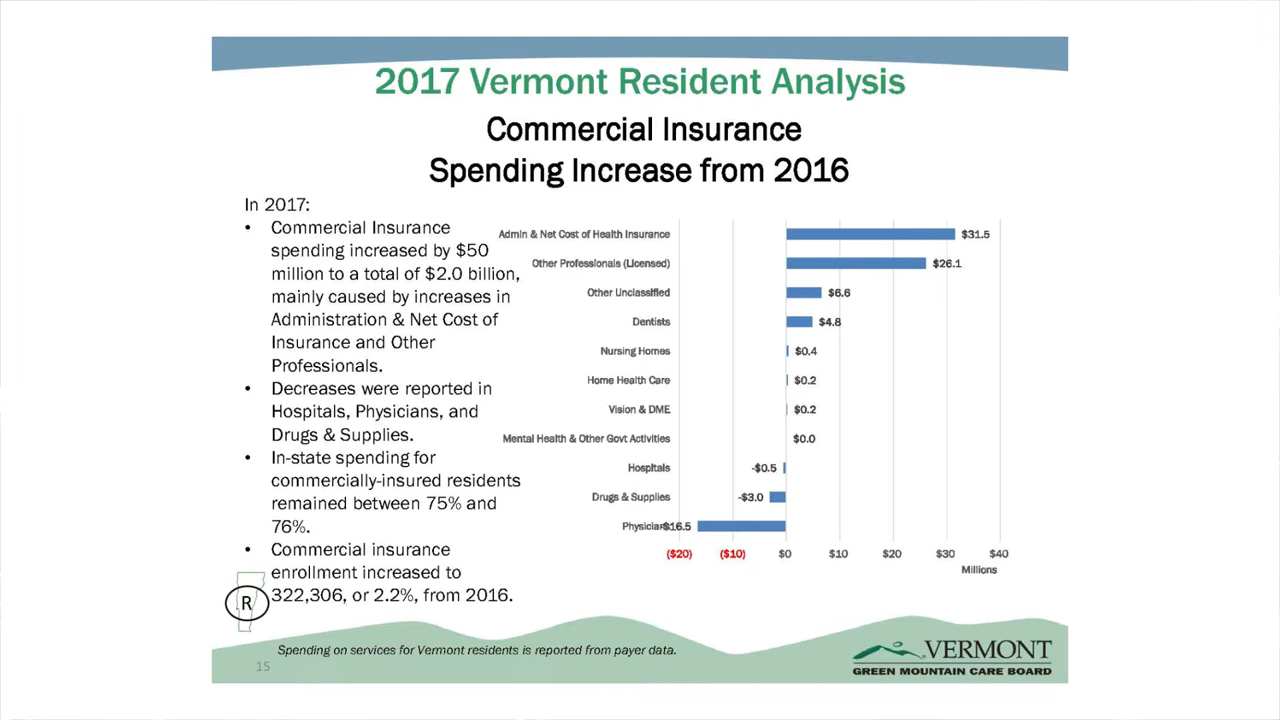 2017 Vermont Resident Analysis
Commercial Insurance
Spending Increase from 2016
In 2017:
• Commercial Insurance
spending increased by $50
million to a total of $2.0 billion,
mainly caused by increases in
Administration & Net Cost of
Insurance and Other
Professionals.
• Decreases were reported in
Hospitals, Physicians, and
Drugs & Supplies.
• In-state spending for
commercially-insured residents
remained between 75% and
76%.
• Commercial insurance
enrollment increased to
322,306, or 2.2%, from 2016.
R
Admin & Net Cost of Health Insurance $31.5
Other Professionals (Licensed) $26.1
Other Unclassified $6.6
Dentists $4.8
Nursing Homes $0.4
Home Health Care $0.2
Vision & DME $0.2
Mental Health & Other Govt Activities $0.0
Hospitals -$0.5
Drugs & Supplies -$3.0
Physicians -$16.5
($20) ($10) $0 $10 $20 $30 $40
Millions
Spending on services for Vermont residents is reported from payer data.
15
VERMONT
GREEN MOUNTAIN CARE BOARD